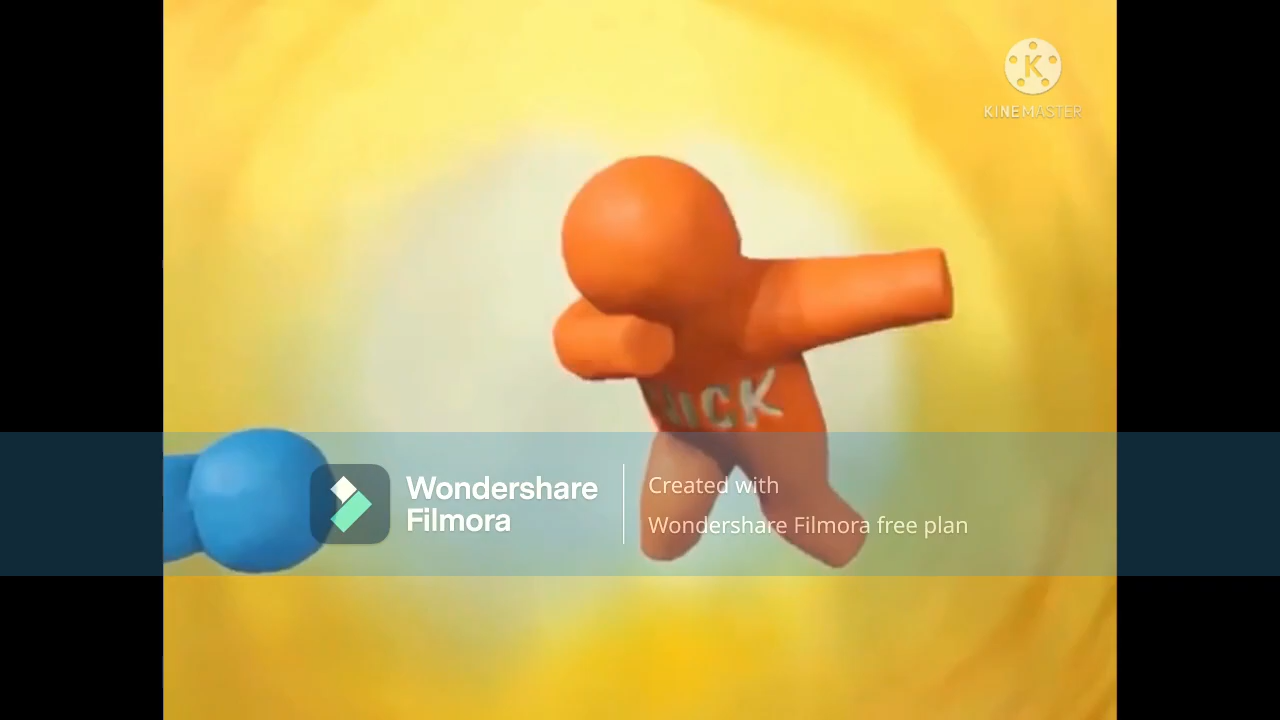 K
KINEMASTER
Wondershare
Filmora
Created with
Wondershare Filmora free plan